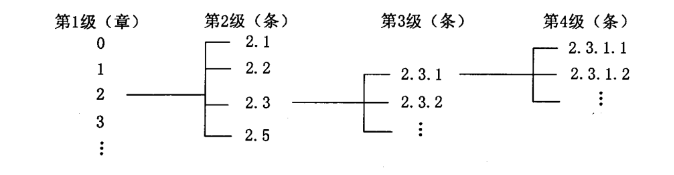 第1级（章） 第2级（条） 第3级（条） 第4级（条）
0 2.1 2.3.1.1
1 2.2 2.3.1 2.3.1.2
2 2.3 2.3.2 ⋮
3 2.5 ⋮
⋮